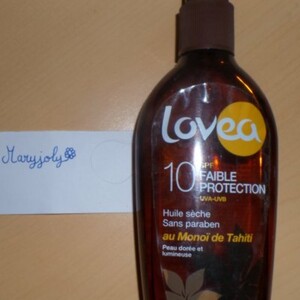 Maryjoly
Lovea
SPF
10 FAIBLE
PROTECTION
UVA-UVB
Huile sèche
Sans paraben
au Monoï de Tahiti
Peau dorée et
lumineuse